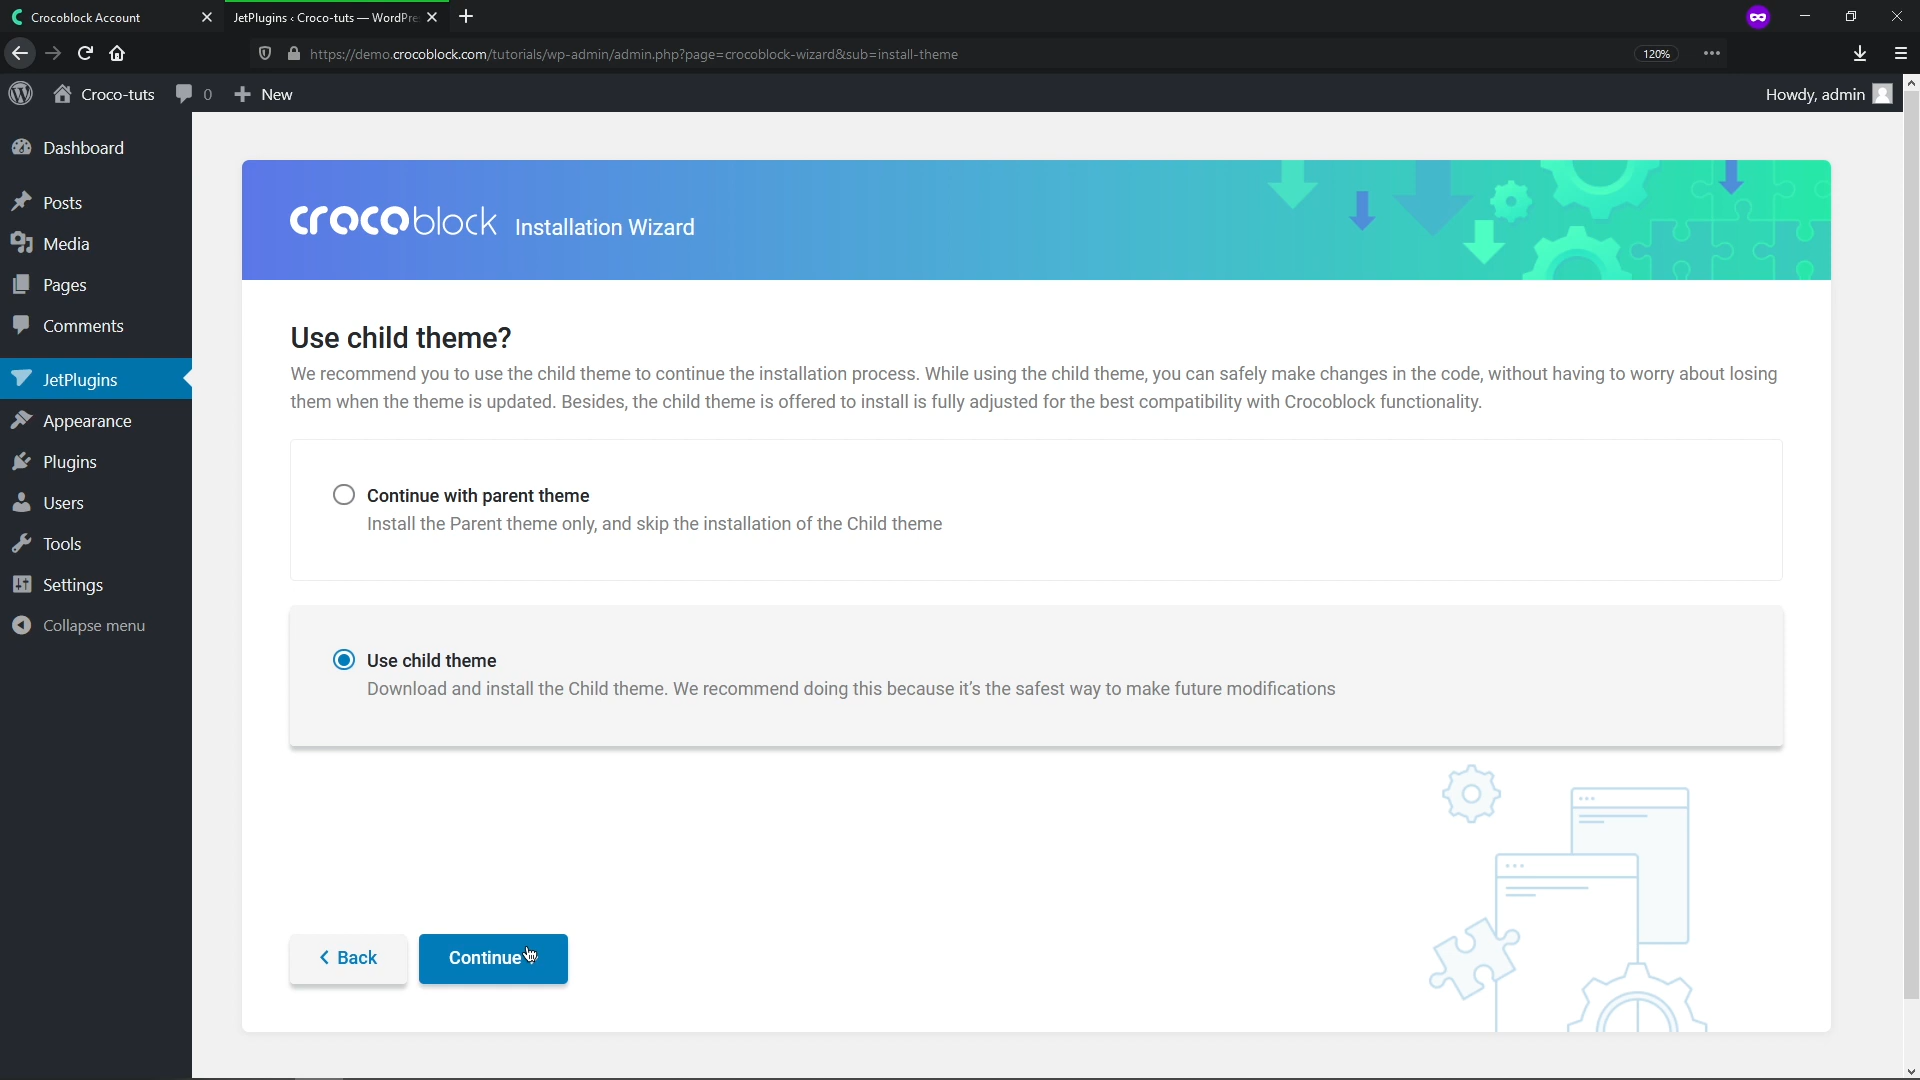 Crocoblock Account
JetPlugins ‹ Croco-tuts — WordPre
https://demo.crocoblock.com/tutorials/wp-admin/admin.php?page=crocoblock-wizard&sub=install-theme
120%
Croco-tuts
0
New
Howdy, admin
Dashboard
Posts
Media
Pages
Comments
JetPlugins
Appearance
Plugins
Users
Tools
Settings
Collapse menu
crocoblock Installation Wizard
Use child theme?
We recommend you to use the child theme to continue the installation process. While using the child theme, you can safely make changes in the code, without having to worry about losing
them when the theme is updated. Besides, the child theme is offered to install is fully adjusted for the best compatibility with Crocoblock functionality.
Continue with parent theme
Install the Parent theme only, and skip the installation of the Child theme
Use child theme
Download and install the Child theme. We recommend doing this because it's the safest way to make future modifications
Back
Continue